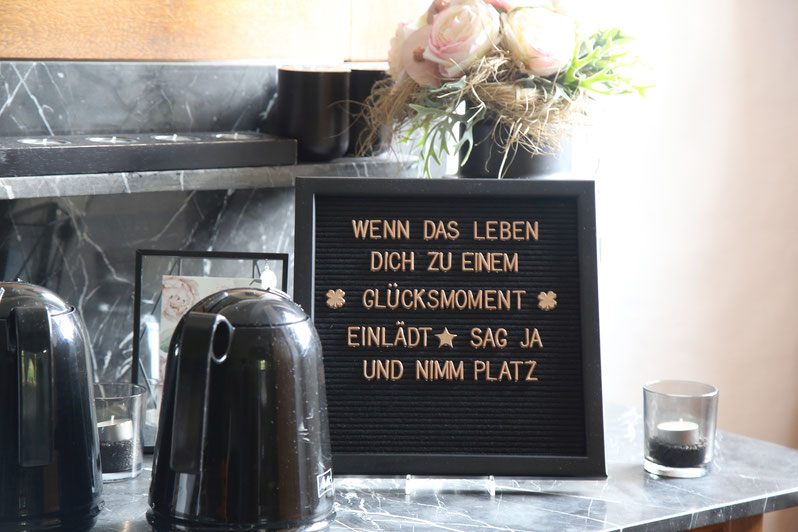 WENN DAS LEBEN
DICH ZU EINEM
GLÜCKSMOMENT
EINLÄDT SAG JA
UND NIMM PLATZ